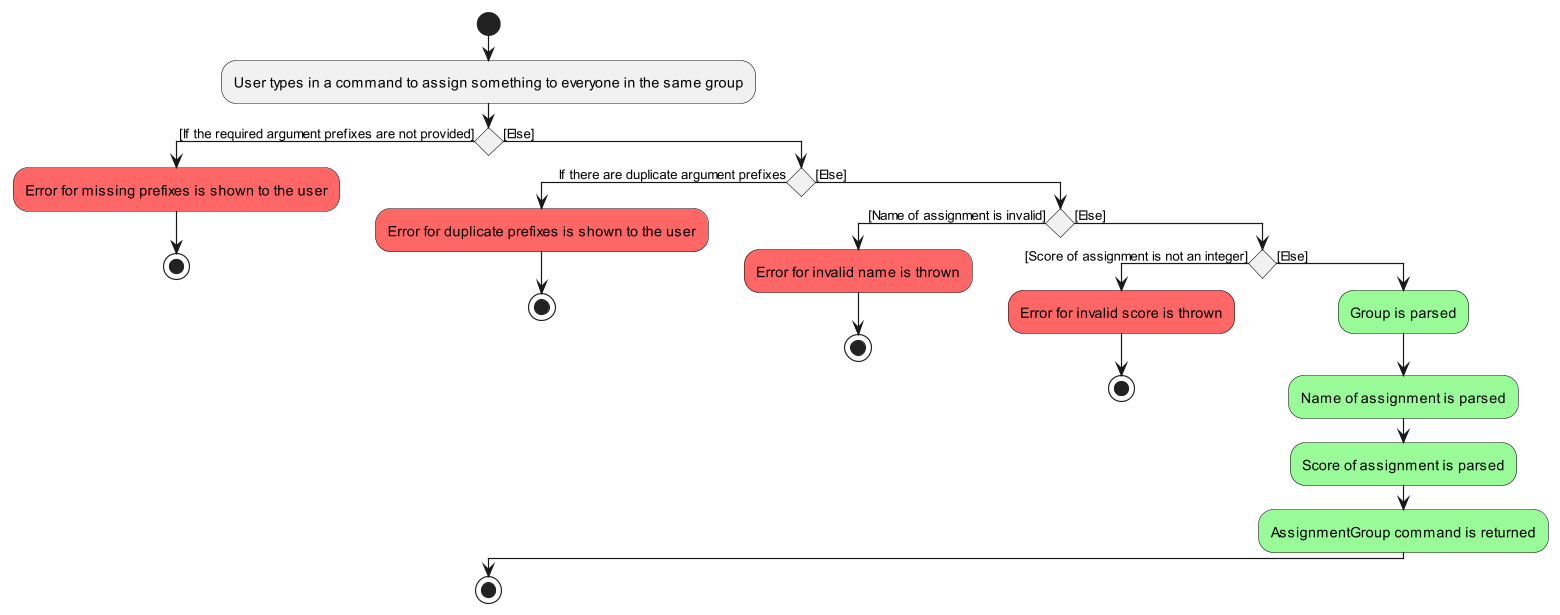 User types in a command to assign something to everyone in the same group
[If the required argument prefixes are not provided]
[Else]
Error for missing prefixes is shown to the user
If there are duplicate argument prefixes
[Else]
Error for duplicate prefixes is shown to the user
[Name of assignment is invalid]
[Else]
Error for invalid name is thrown
[Score of assignment is not an integer]
[Else]
Error for invalid score is thrown
Group is parsed
Name of assignment is parsed
Score of assignment is parsed
AssignmentGroup command is returned